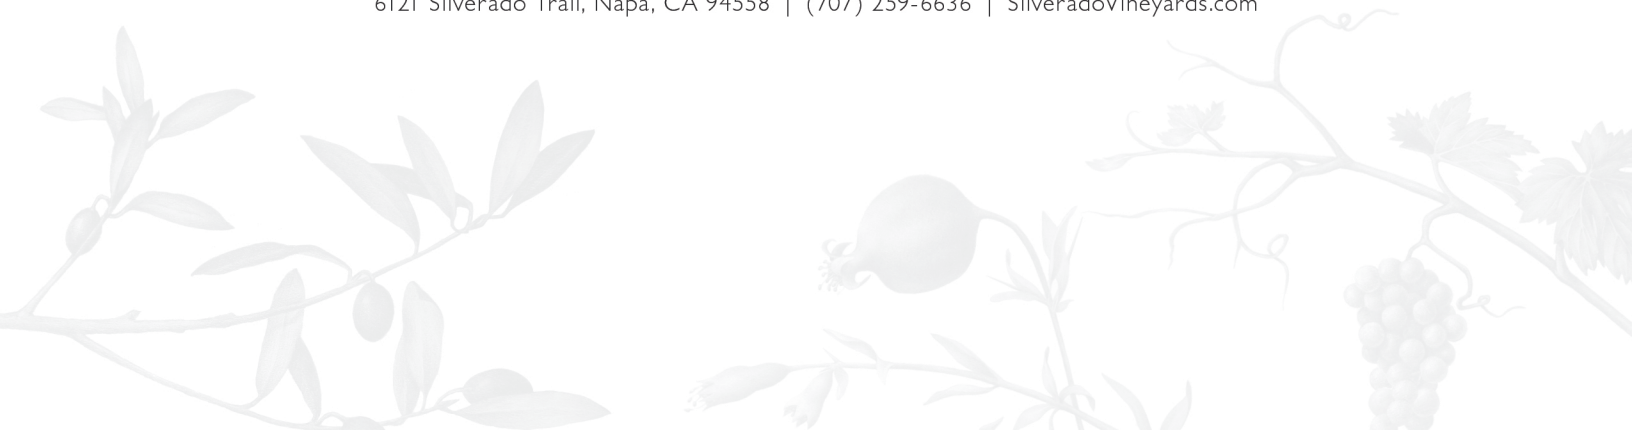 6121 Silverado Trail, Napa, CA 94558 | (707) 259-6636 | SilveradoVineyards.com